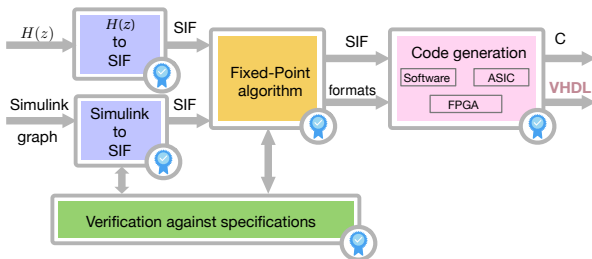 H(z)
H(z)
to
SIF
SIF
Simulink
graph
Simulink
to
SIF
SIF
Fixed-Point
algorithm
SIF
formats
Code generation
Software
ASIC
FPGA
C
VHDL
Verification against specifications